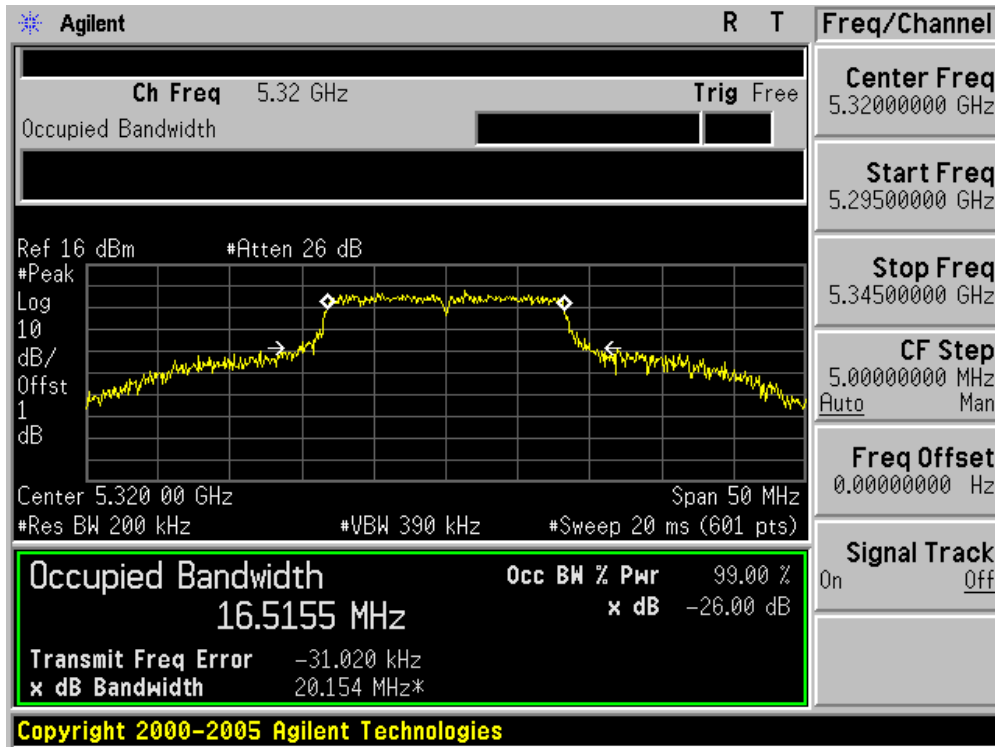 Agilent R T Freq/Channel
Ch Freq 5.32 GHz Trig Free
Occupied Bandwidth
Center Freq
5.32000000 GHz
Start Freq
5.29500000 GHz
Stop Freq
5.34500000 GHz
CF Step
5.00000000 MHz
Auto Man
Freq Offset
0.00000000 Hz
Signal Track
On Off
Ref 16 dBm #Atten 26 dB
#Peak
Log
10
dB/
Offst
1
dB
Center 5.320 00 GHz Span 50 MHz
#Res BW 200 kHz #VBW 390 kHz #Sweep 20 ms (601 pts)
Occupied Bandwidth Occ BW % Pwr 99.00 %
16.5155 MHz x dB -26.00 dB
Transmit Freq Error -31.020 kHz
x dB Bandwidth 20.154 MHz*
Copyright 2000-2005 Agilent Technologies